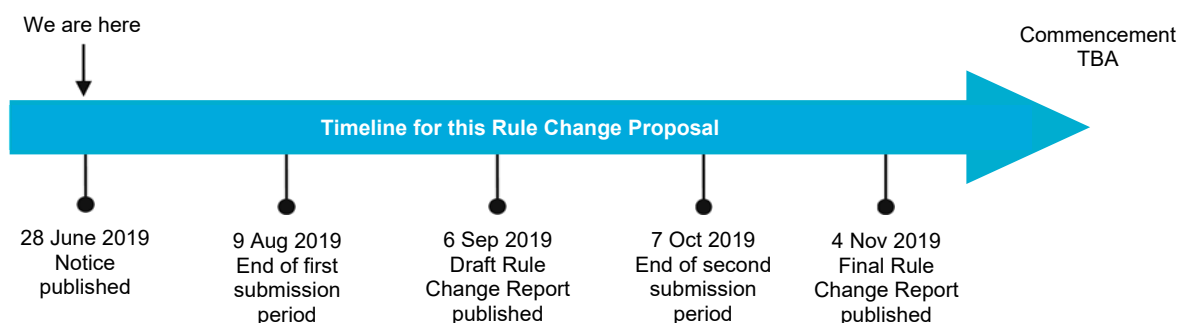 We are here
Commencement
TBA
Timeline for this Rule Change Proposal
28 June 2019
Notice
published
9 Aug 2019
End of first
submission
period
6 Sep 2019
Draft Rule
Change Report
published
7 Oct 2019
End of second
submission
period
4 Nov 2019
Final Rule
Change Report
published